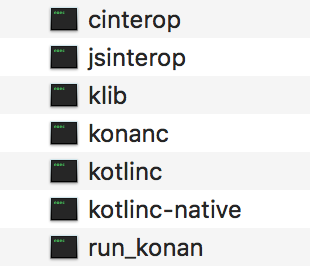 cinterop
jsinterop
klib
konanc
kotlinc
kotlinc-native
run_konan